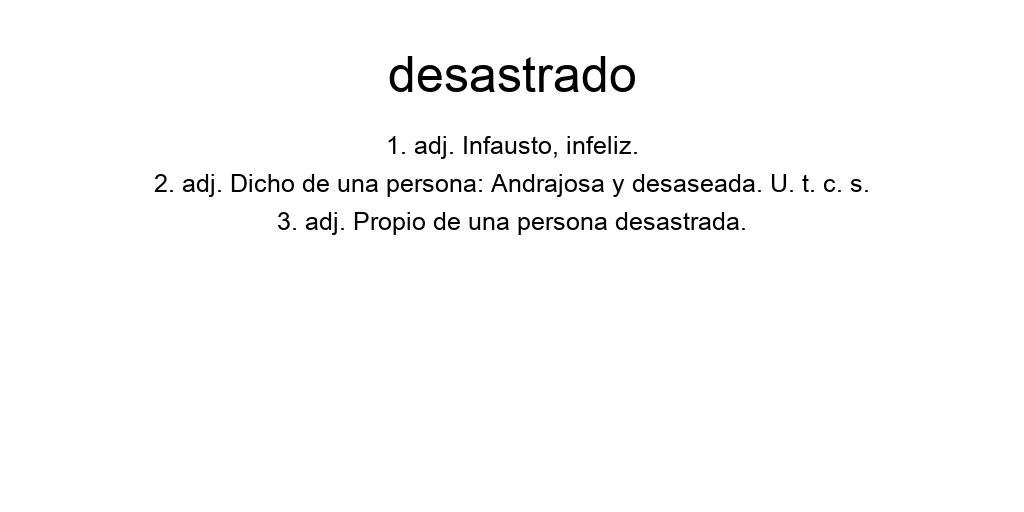 desastrado
1. adj. Infausto, infeliz.
2. adj. Dicho de una persona: Andrajosa y desaseada. U. t. c. s.
3. adj. Propio de una persona desastrada.